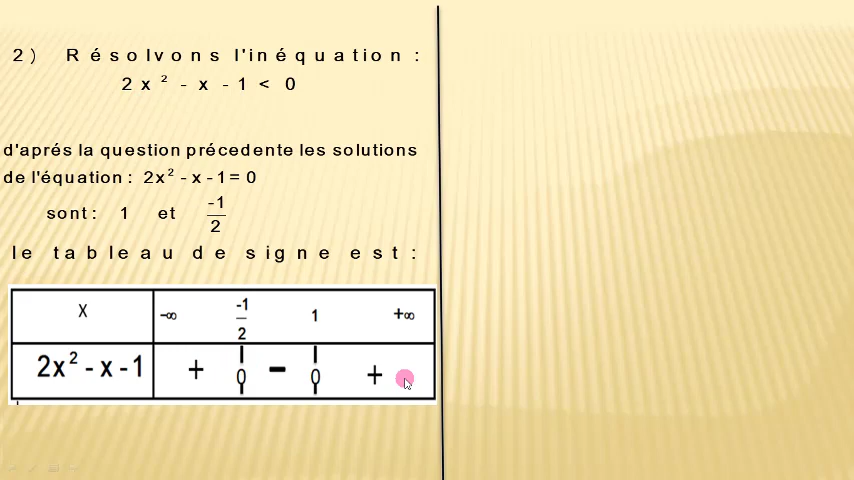 2) Résolvons l'inéquation :
2x² - x - 1 < 0
d'aprés la question précedente les solutions
de l'équation : 2x² - x - 1 = 0
sont : 1 et -1/2
le tableau de signe est :
X -∞ -1/2 1 +∞
2x² - x - 1 + 0 - 0 +